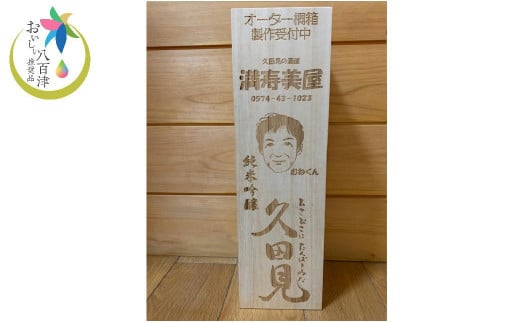 おいしい八百津
推奨品
オーダー桐箱
製作受付中
久田見の酒屋
満寿美屋
0574-43-1023
むねくん
純米吟醸
久田見